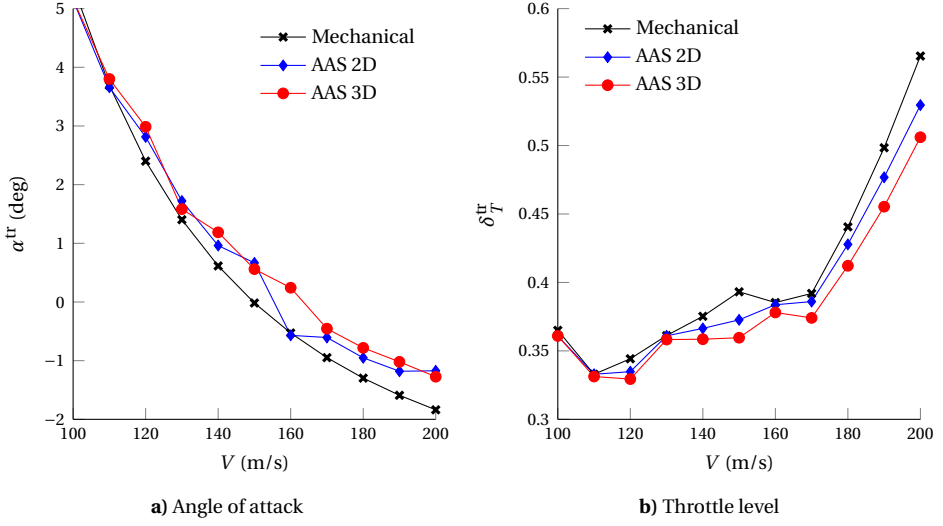 5
4
3
2
1
0
−1
−2
α^tr (deg)
100 120 140 160 180 200
V (m/s)
Mechanical
AAS 2D
AAS 3D
a) Angle of attack
0.6
0.55
0.5
0.45
0.4
0.35
0.3
δ_T^tr
100 120 140 160 180 200
V (m/s)
Mechanical
AAS 2D
AAS 3D
b) Throttle level